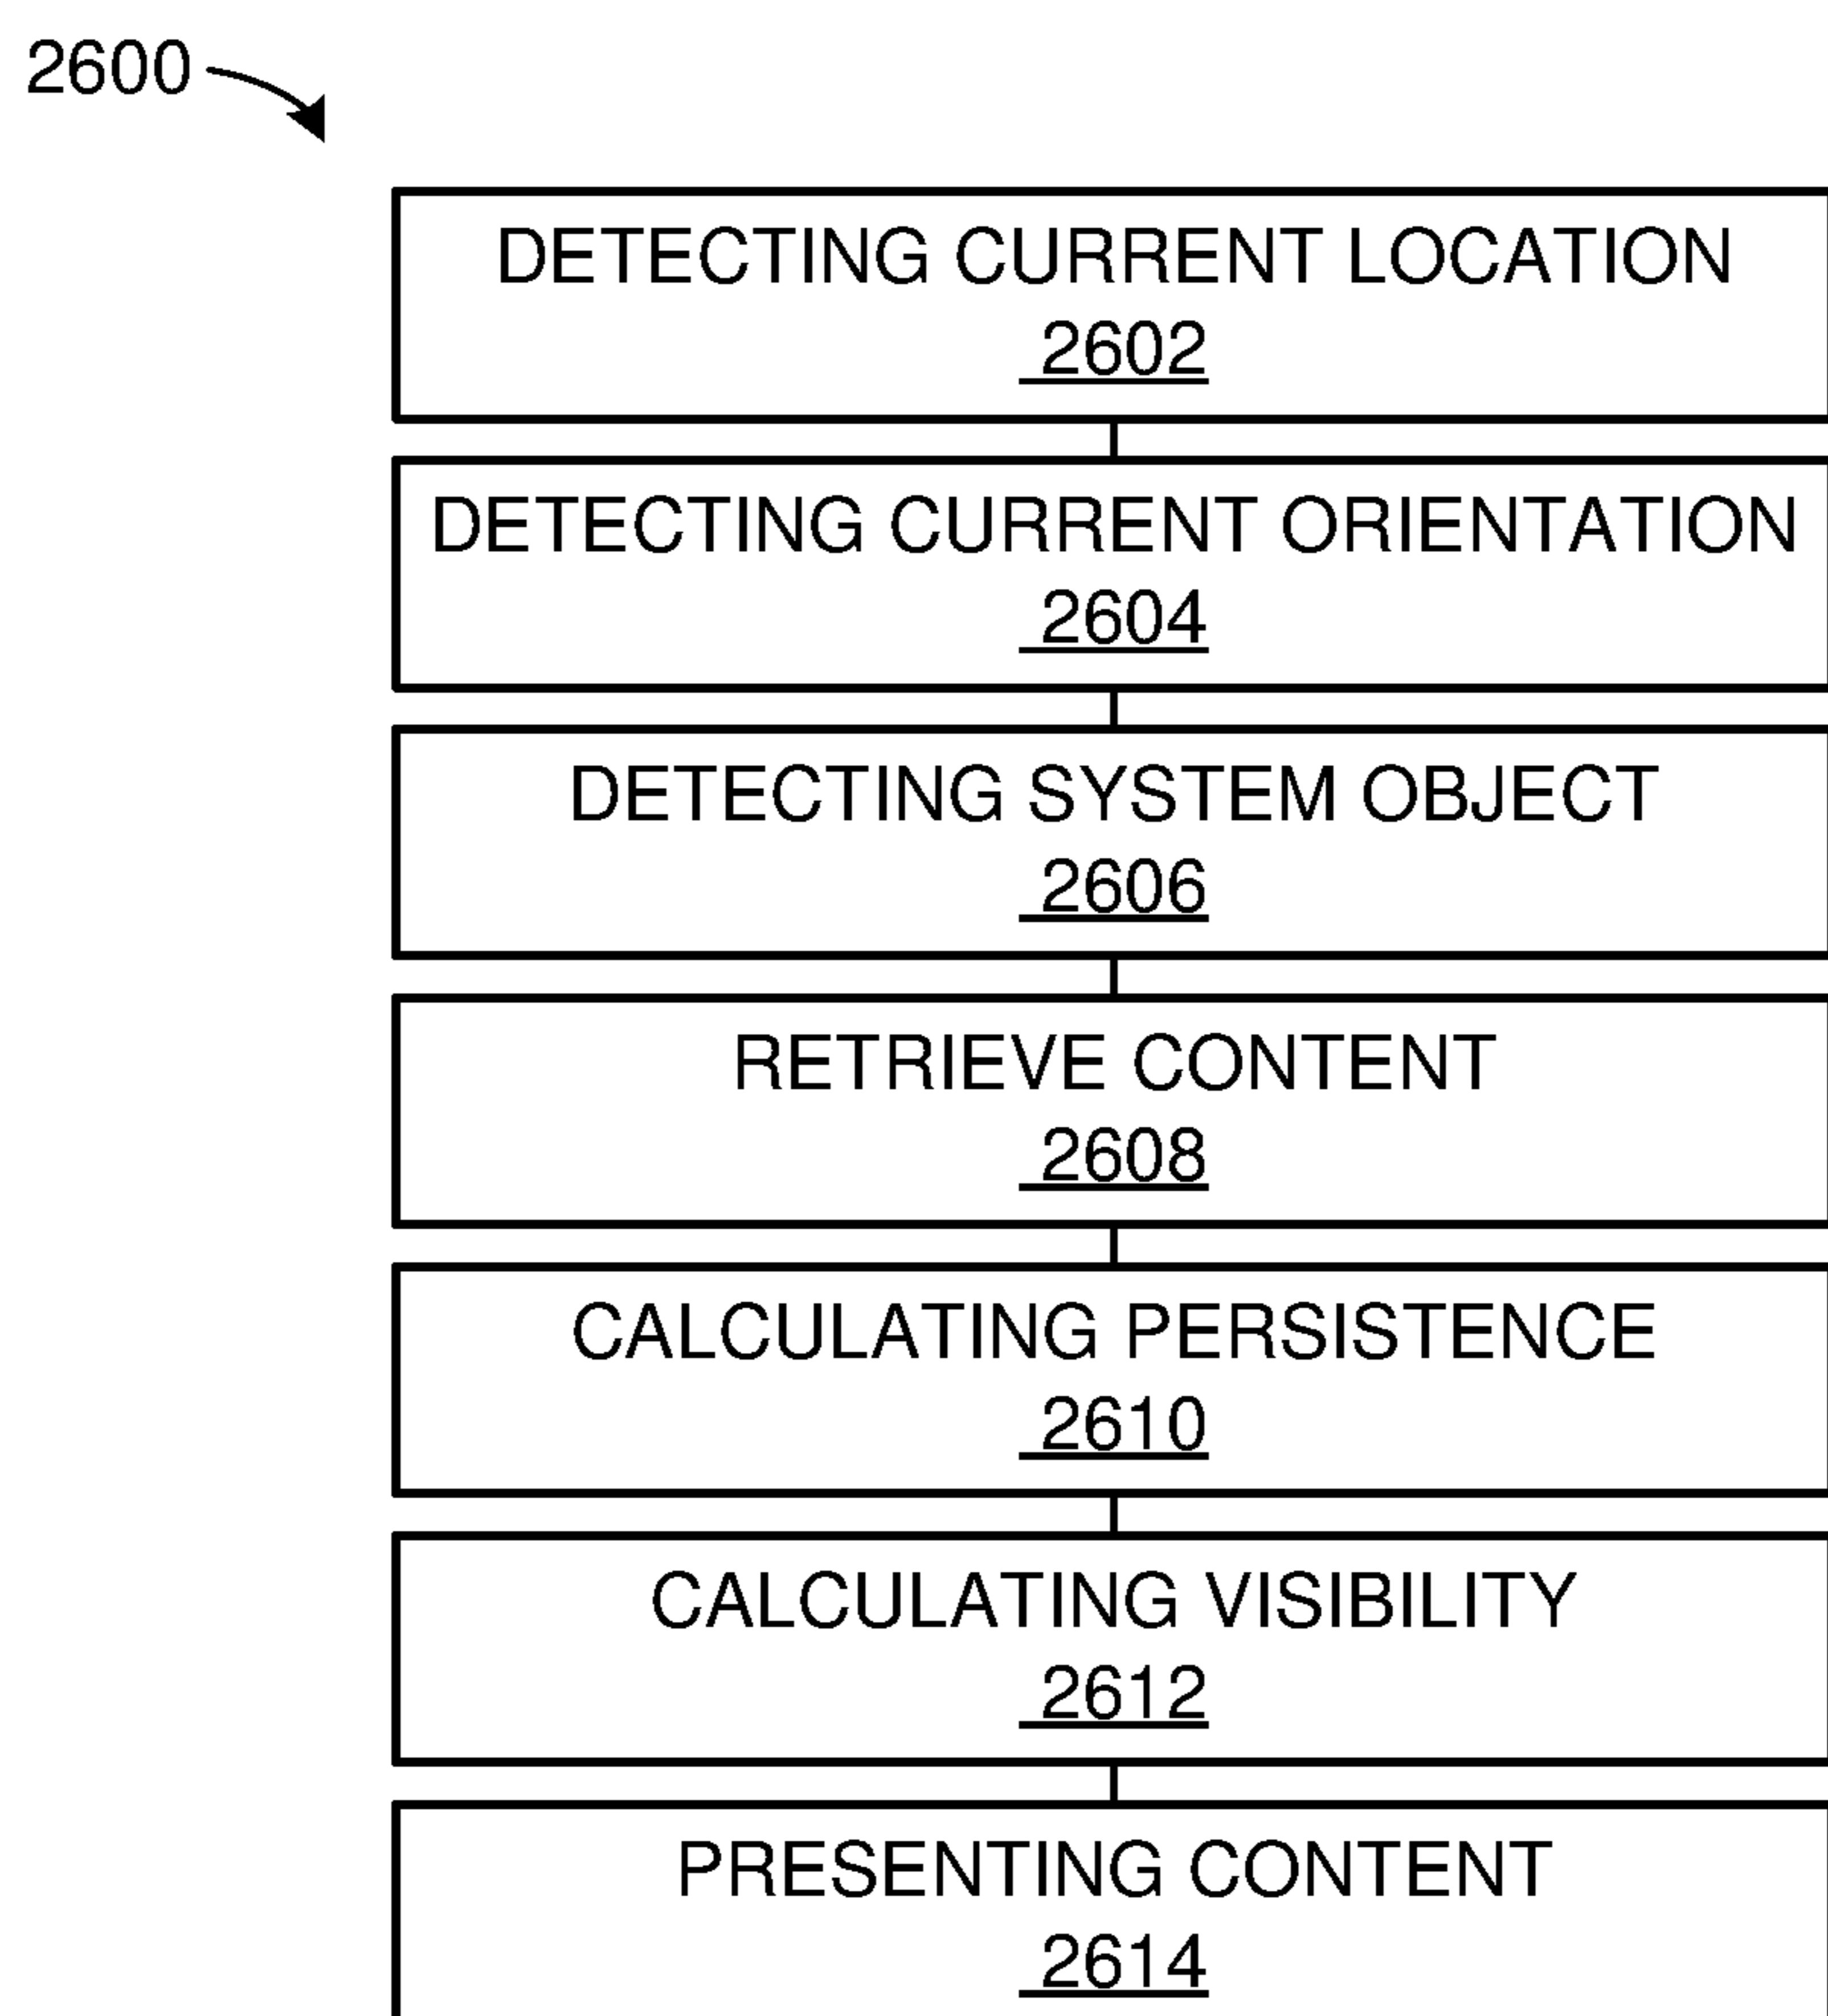 2600
DETECTING CURRENT LOCATION
2602
DETECTING CURRENT ORIENTATION
2604
DETECTING SYSTEM OBJECT
2606
RETRIEVE CONTENT
2608
CALCULATING PERSISTENCE
2610
CALCULATING VISIBILITY
2612
PRESENTING CONTENT
2614